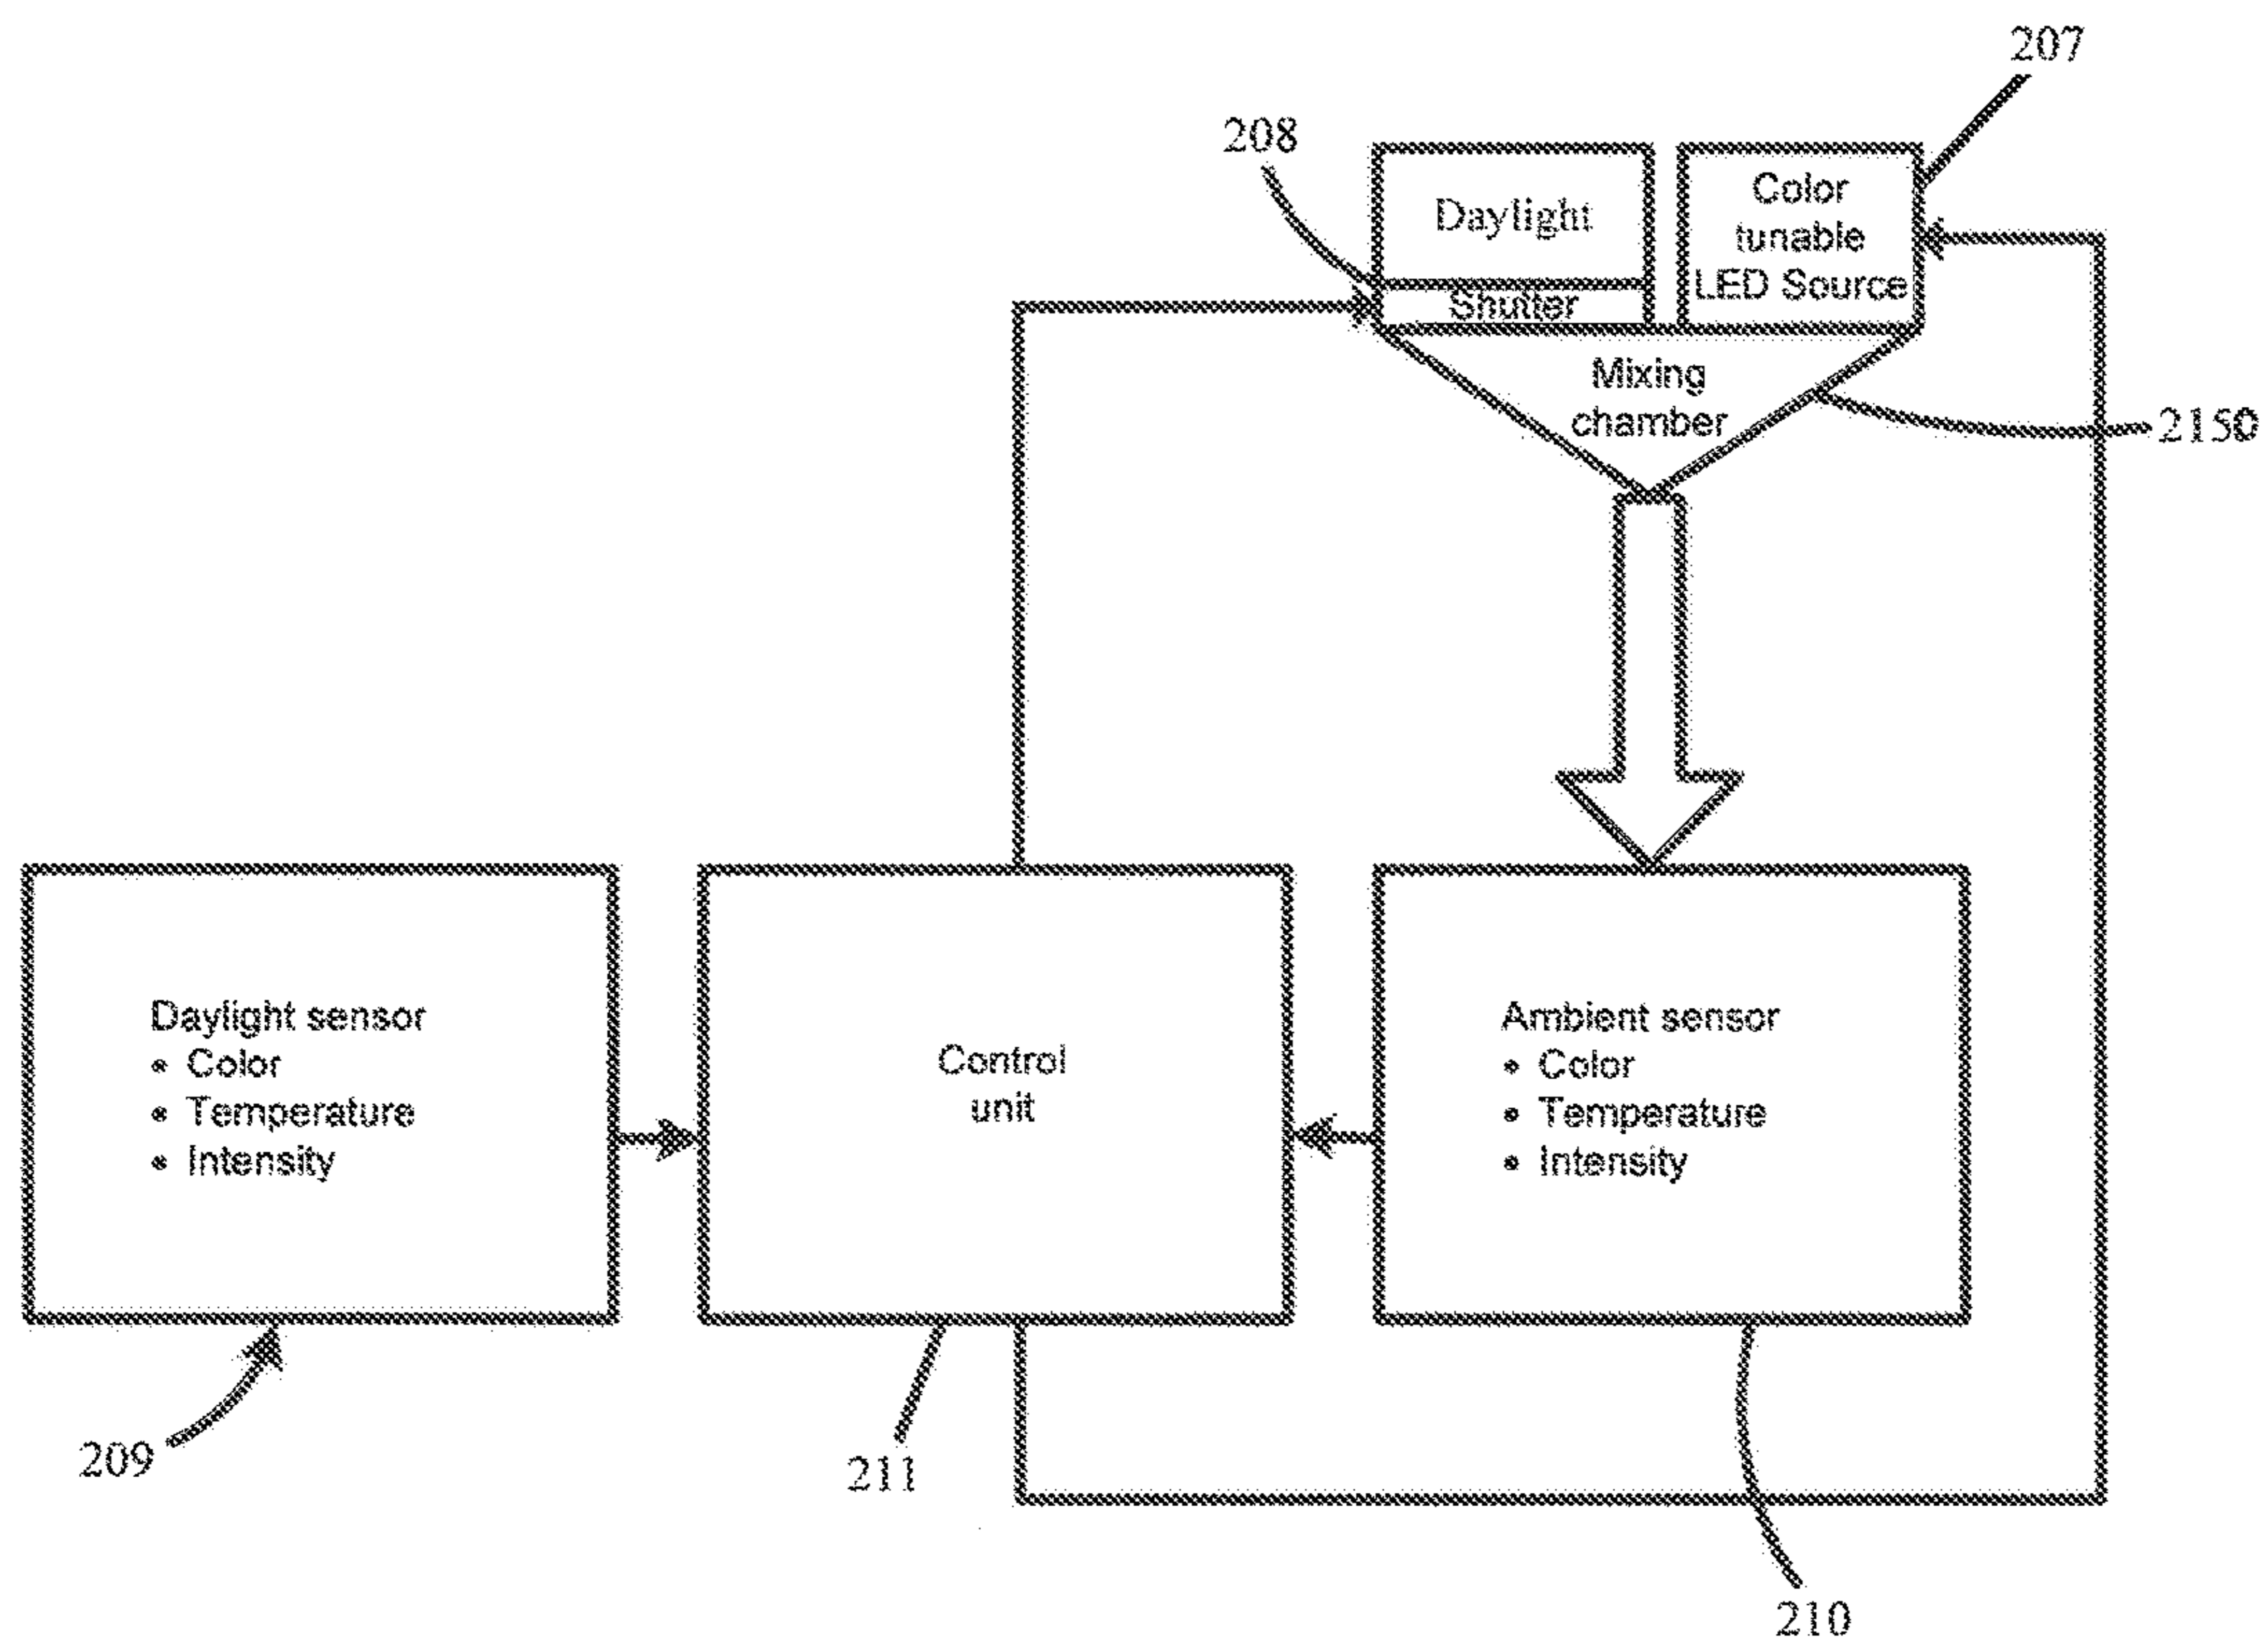 207
208
Daylight
Shutter
Color
tunable
LED Source
Mixing
chamber
2150
Daylight sensor
• Color
• Temperature
• Intensity
Control
unit
Ambient sensor
• Color
• Temperature
• Intensity
209
211
210